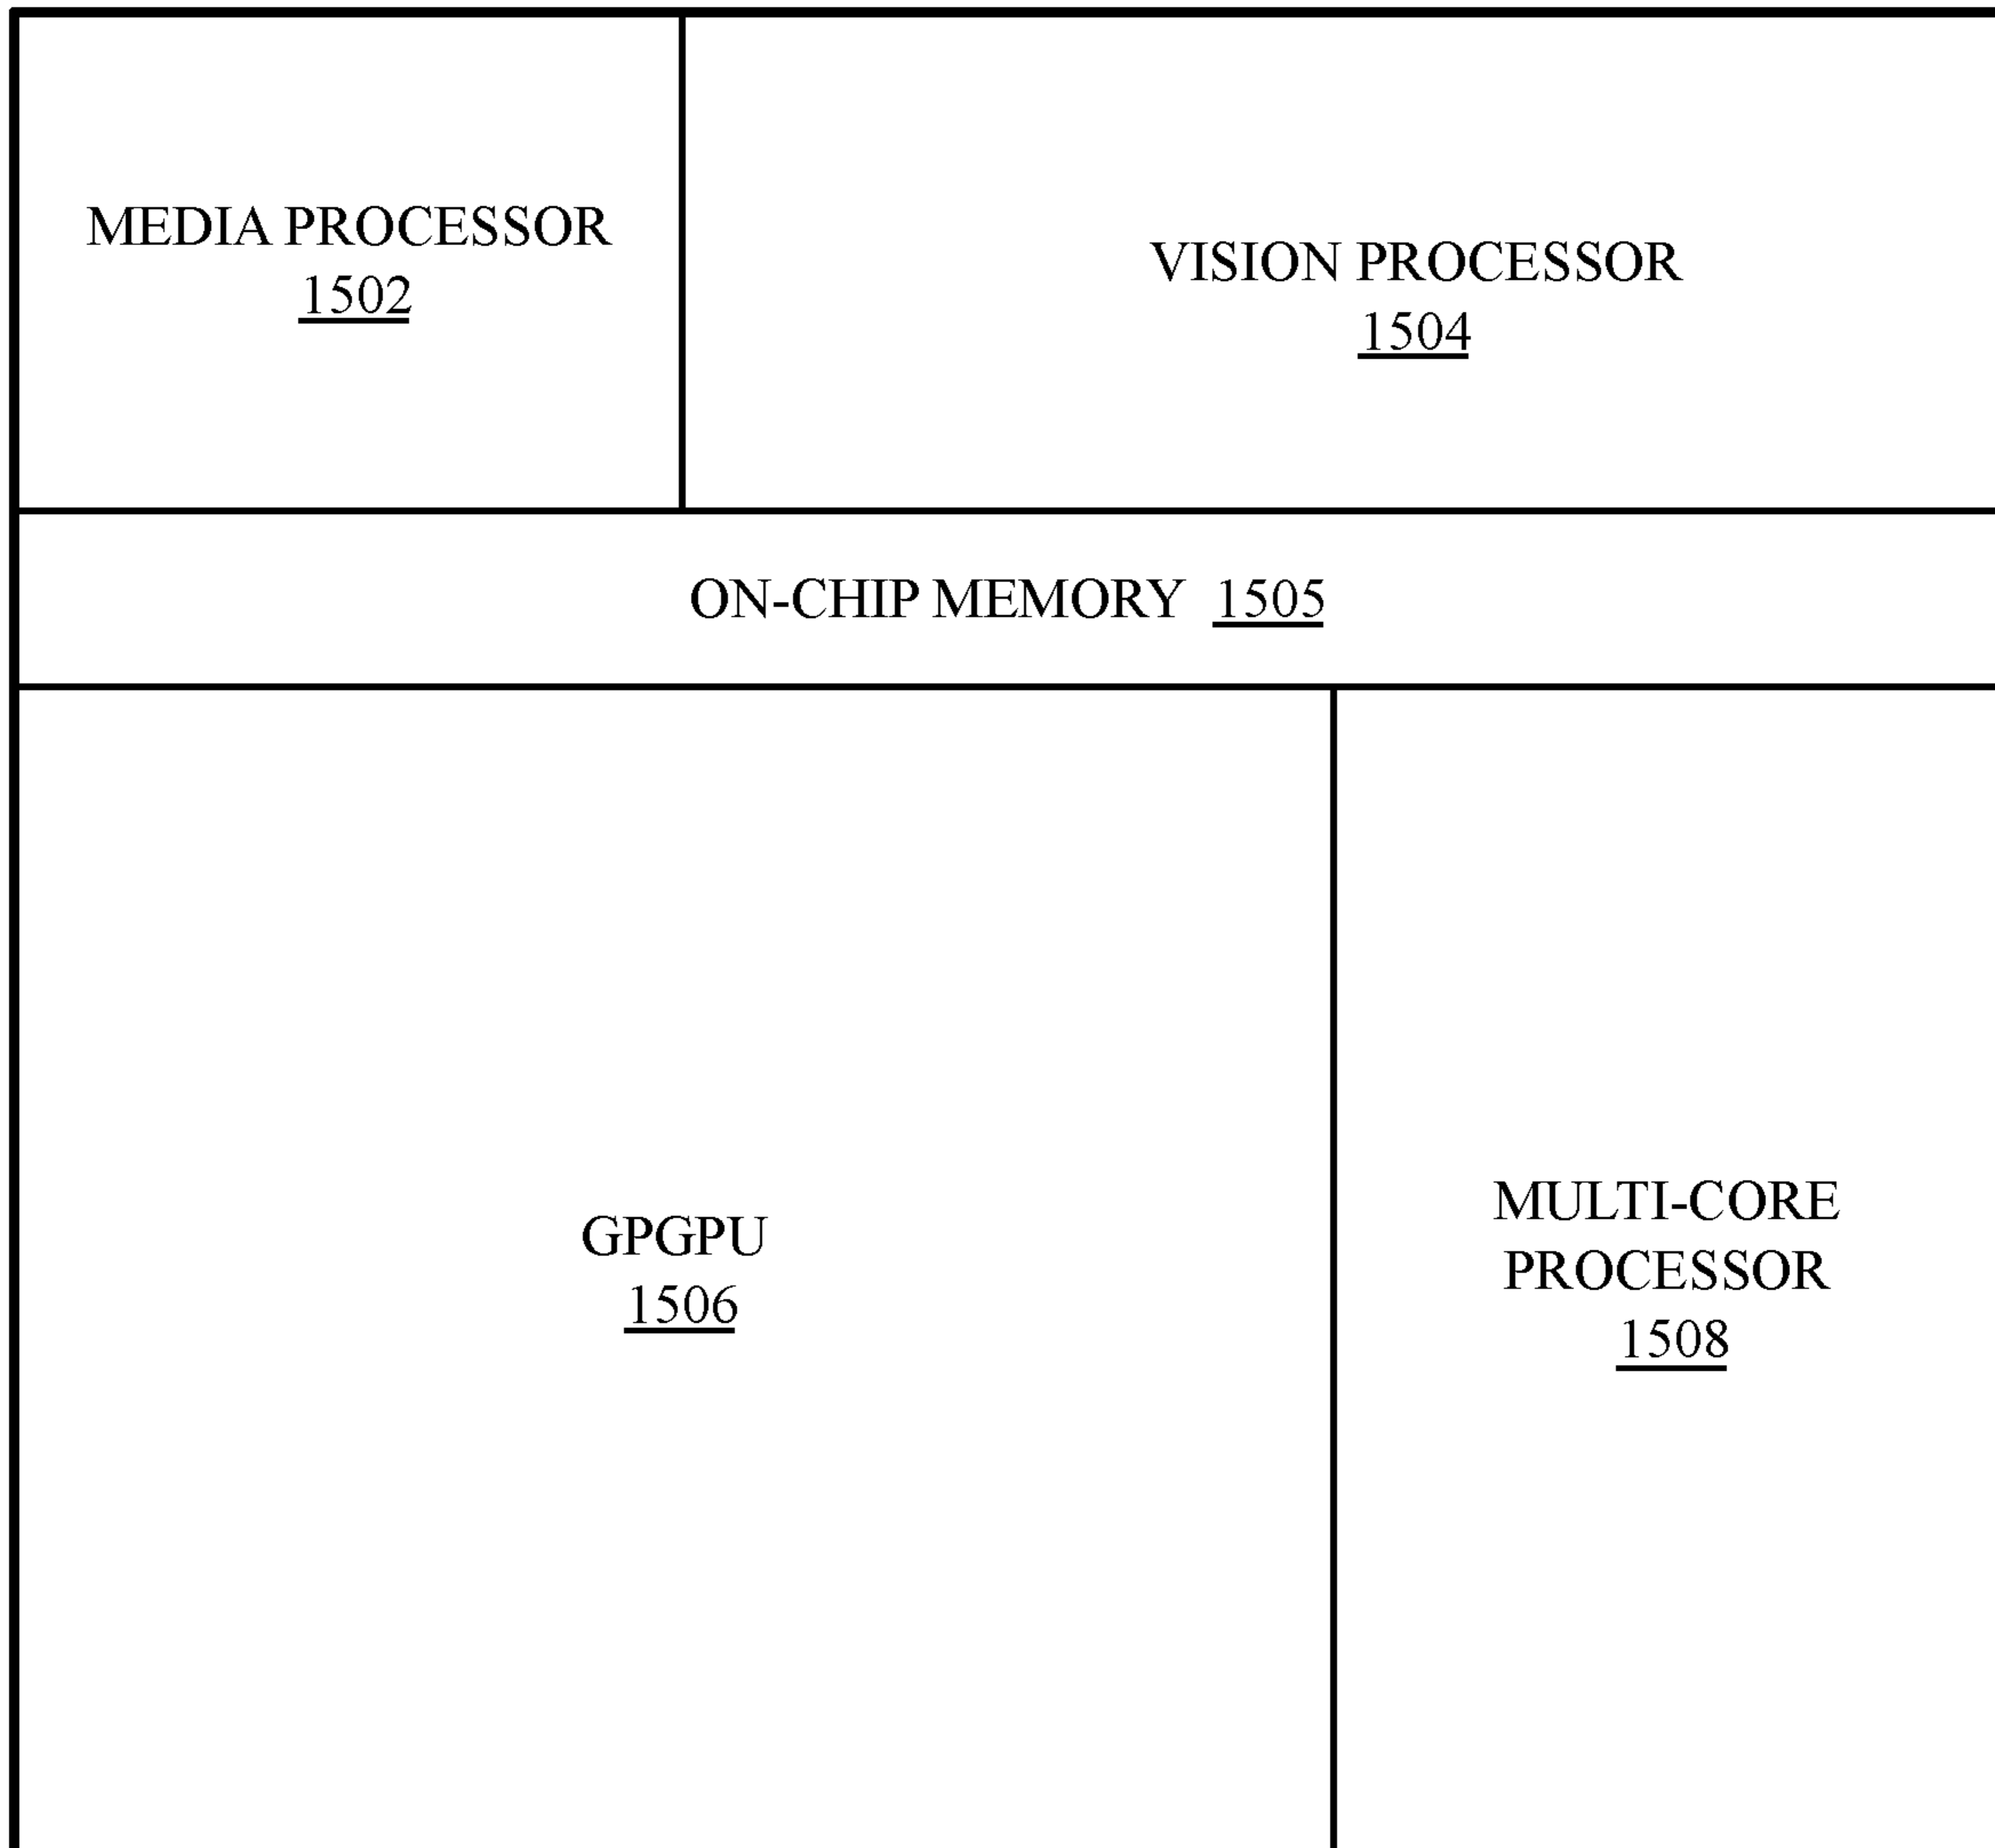 MEDIA PROCESSOR
1502
VISION PROCESSOR
1504
ON-CHIP MEMORY 1505
GPGPU
1506
MULTI-CORE
PROCESSOR
1508